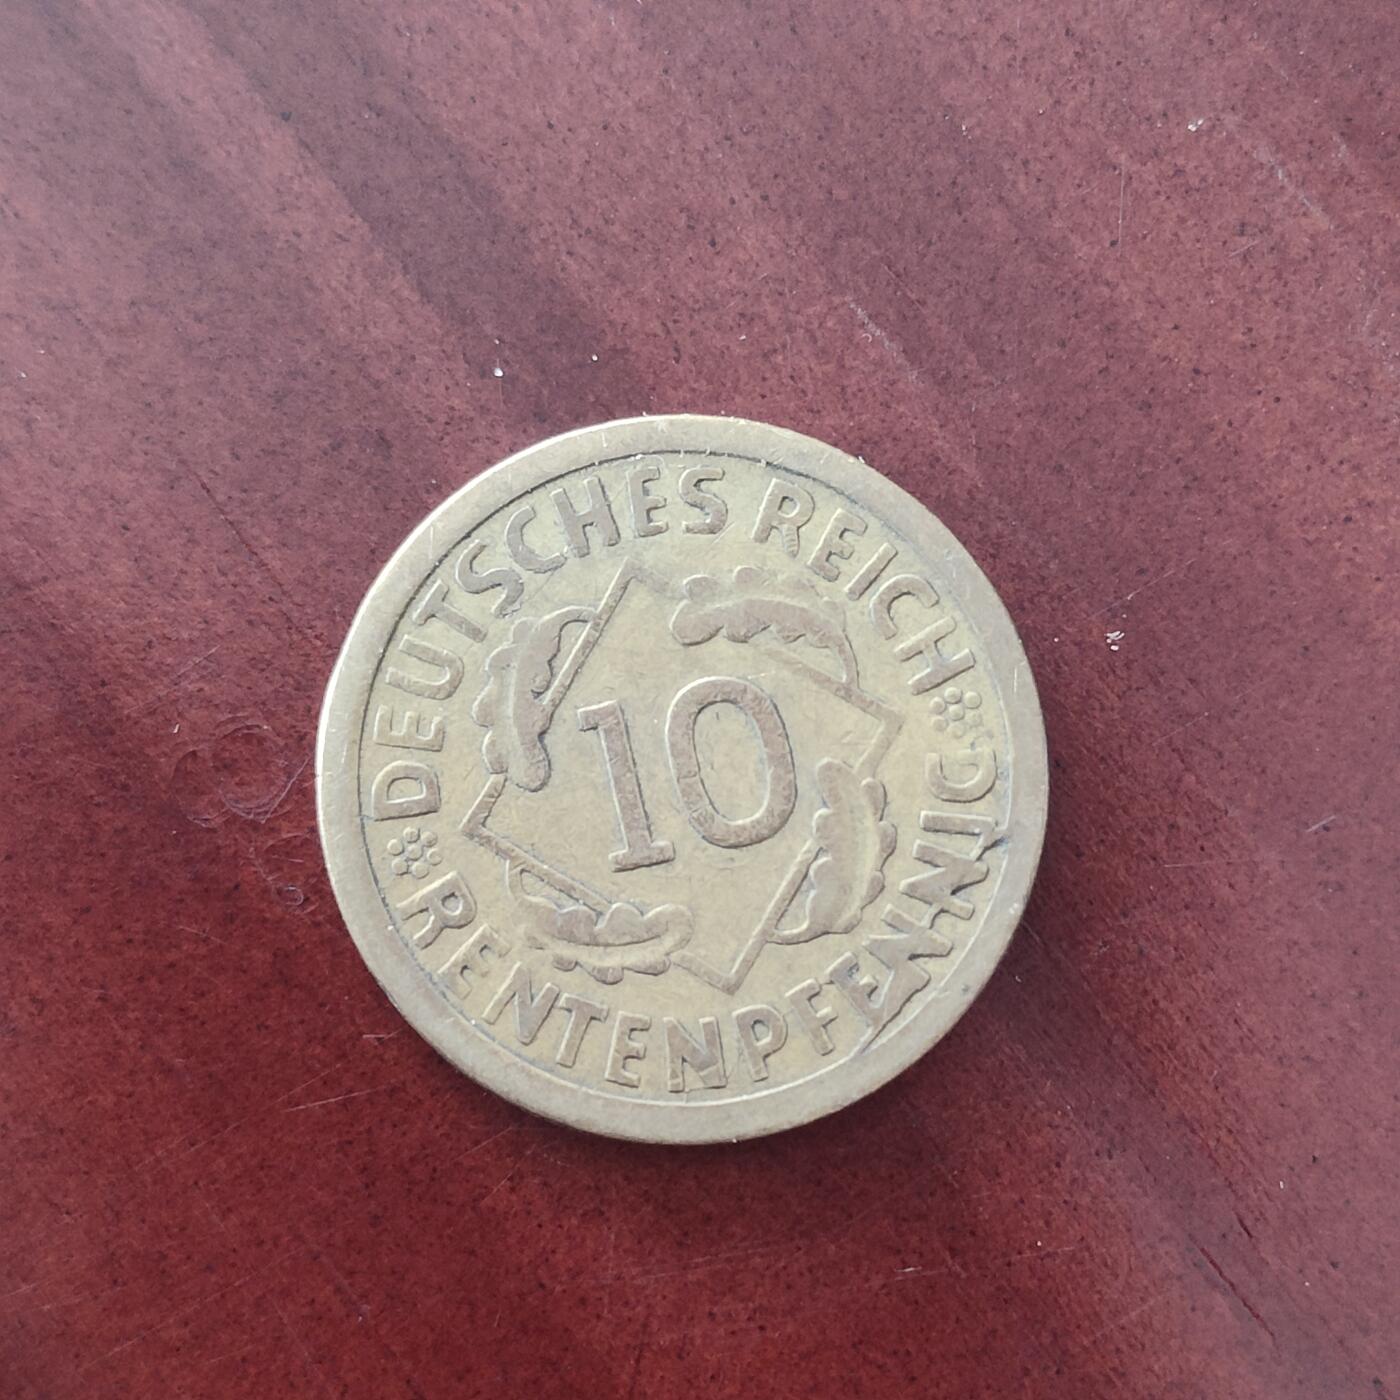 DEUTSCHES REICH
10
RENTENPFENNIG